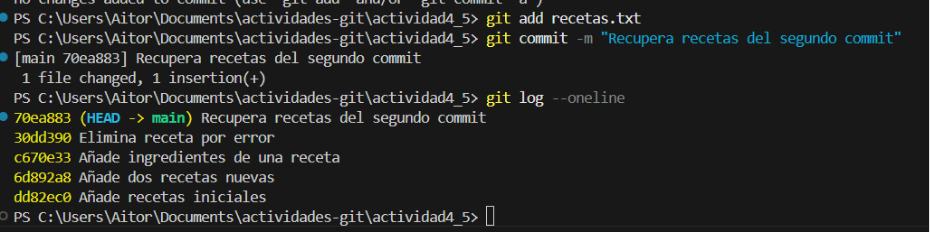 no changes added to commit (use "git add" and/or "git commit -a")
PS C:\Users\Aitor\Documents\actividades-git\actividad4_5> git add recetas.txt
PS C:\Users\Aitor\Documents\actividades-git\actividad4_5> git commit -m "Recupera recetas del segundo commit"
[main 70ea883] Recupera recetas del segundo commit
 1 file changed, 1 insertion(+)
PS C:\Users\Aitor\Documents\actividades-git\actividad4_5> git log --oneline
70ea883 (HEAD -> main) Recupera recetas del segundo commit
30dd390 Elimina receta por error
c670e33 Añade ingredientes de una receta
6d892a8 Añade dos recetas nuevas
dd82ec0 Añade recetas iniciales
PS C:\Users\Aitor\Documents\actividades-git\actividad4_5>